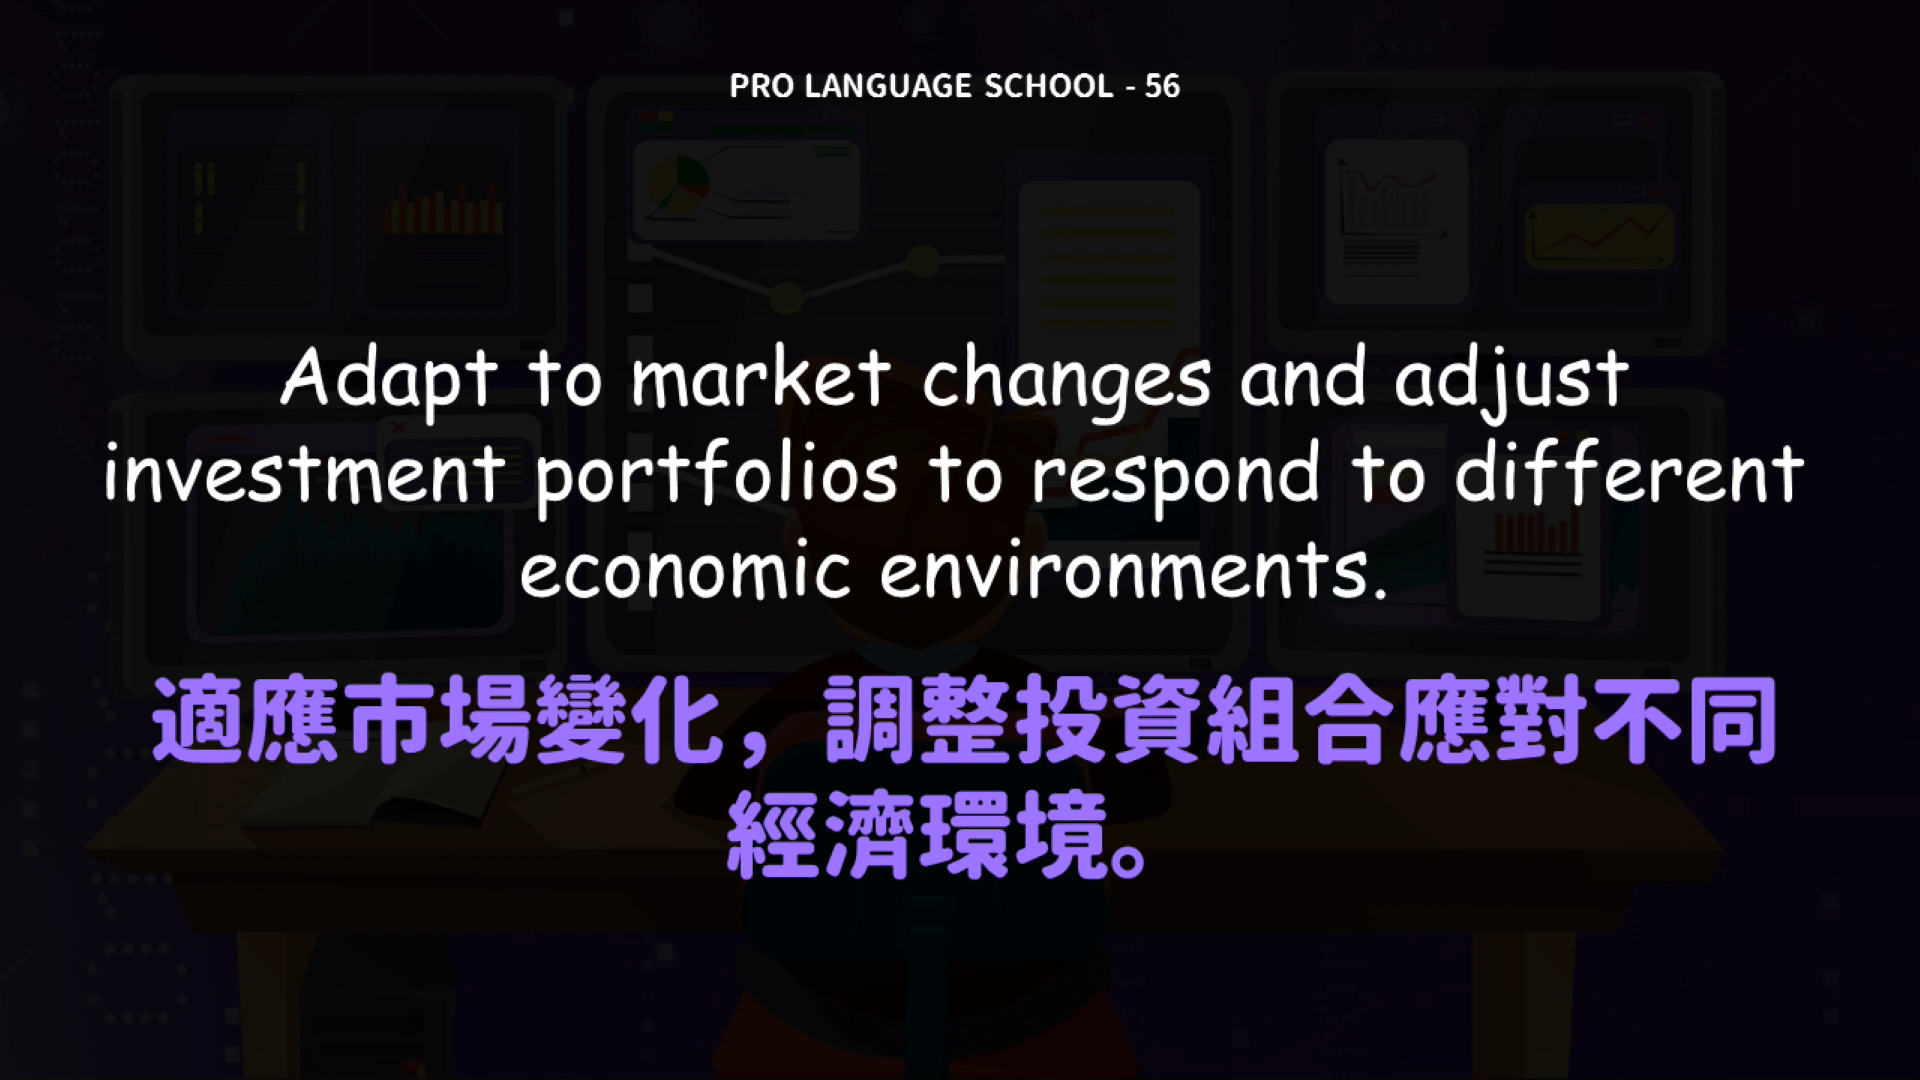 PRO LANGUAGE SCHOOL - 56
Adapt to market changes and adjust
investment portfolios to respond to different
economic environments.
適應市場變化，調整投資組合應對不同
經濟環境。